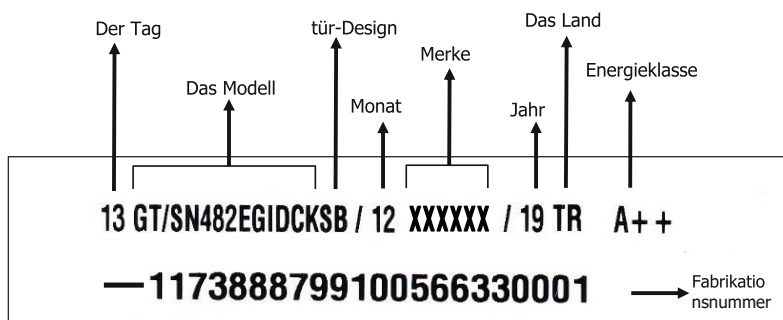 Der Tag
tür-Design
Das Land
Merke
Energieklasse
Das Modell
Monat
Jahr
13 GT/SN482EGIDCKSB / 12 XXXXXX / 19 TR A++
—1173888799100566330001
Fabrikatio
nsnummer